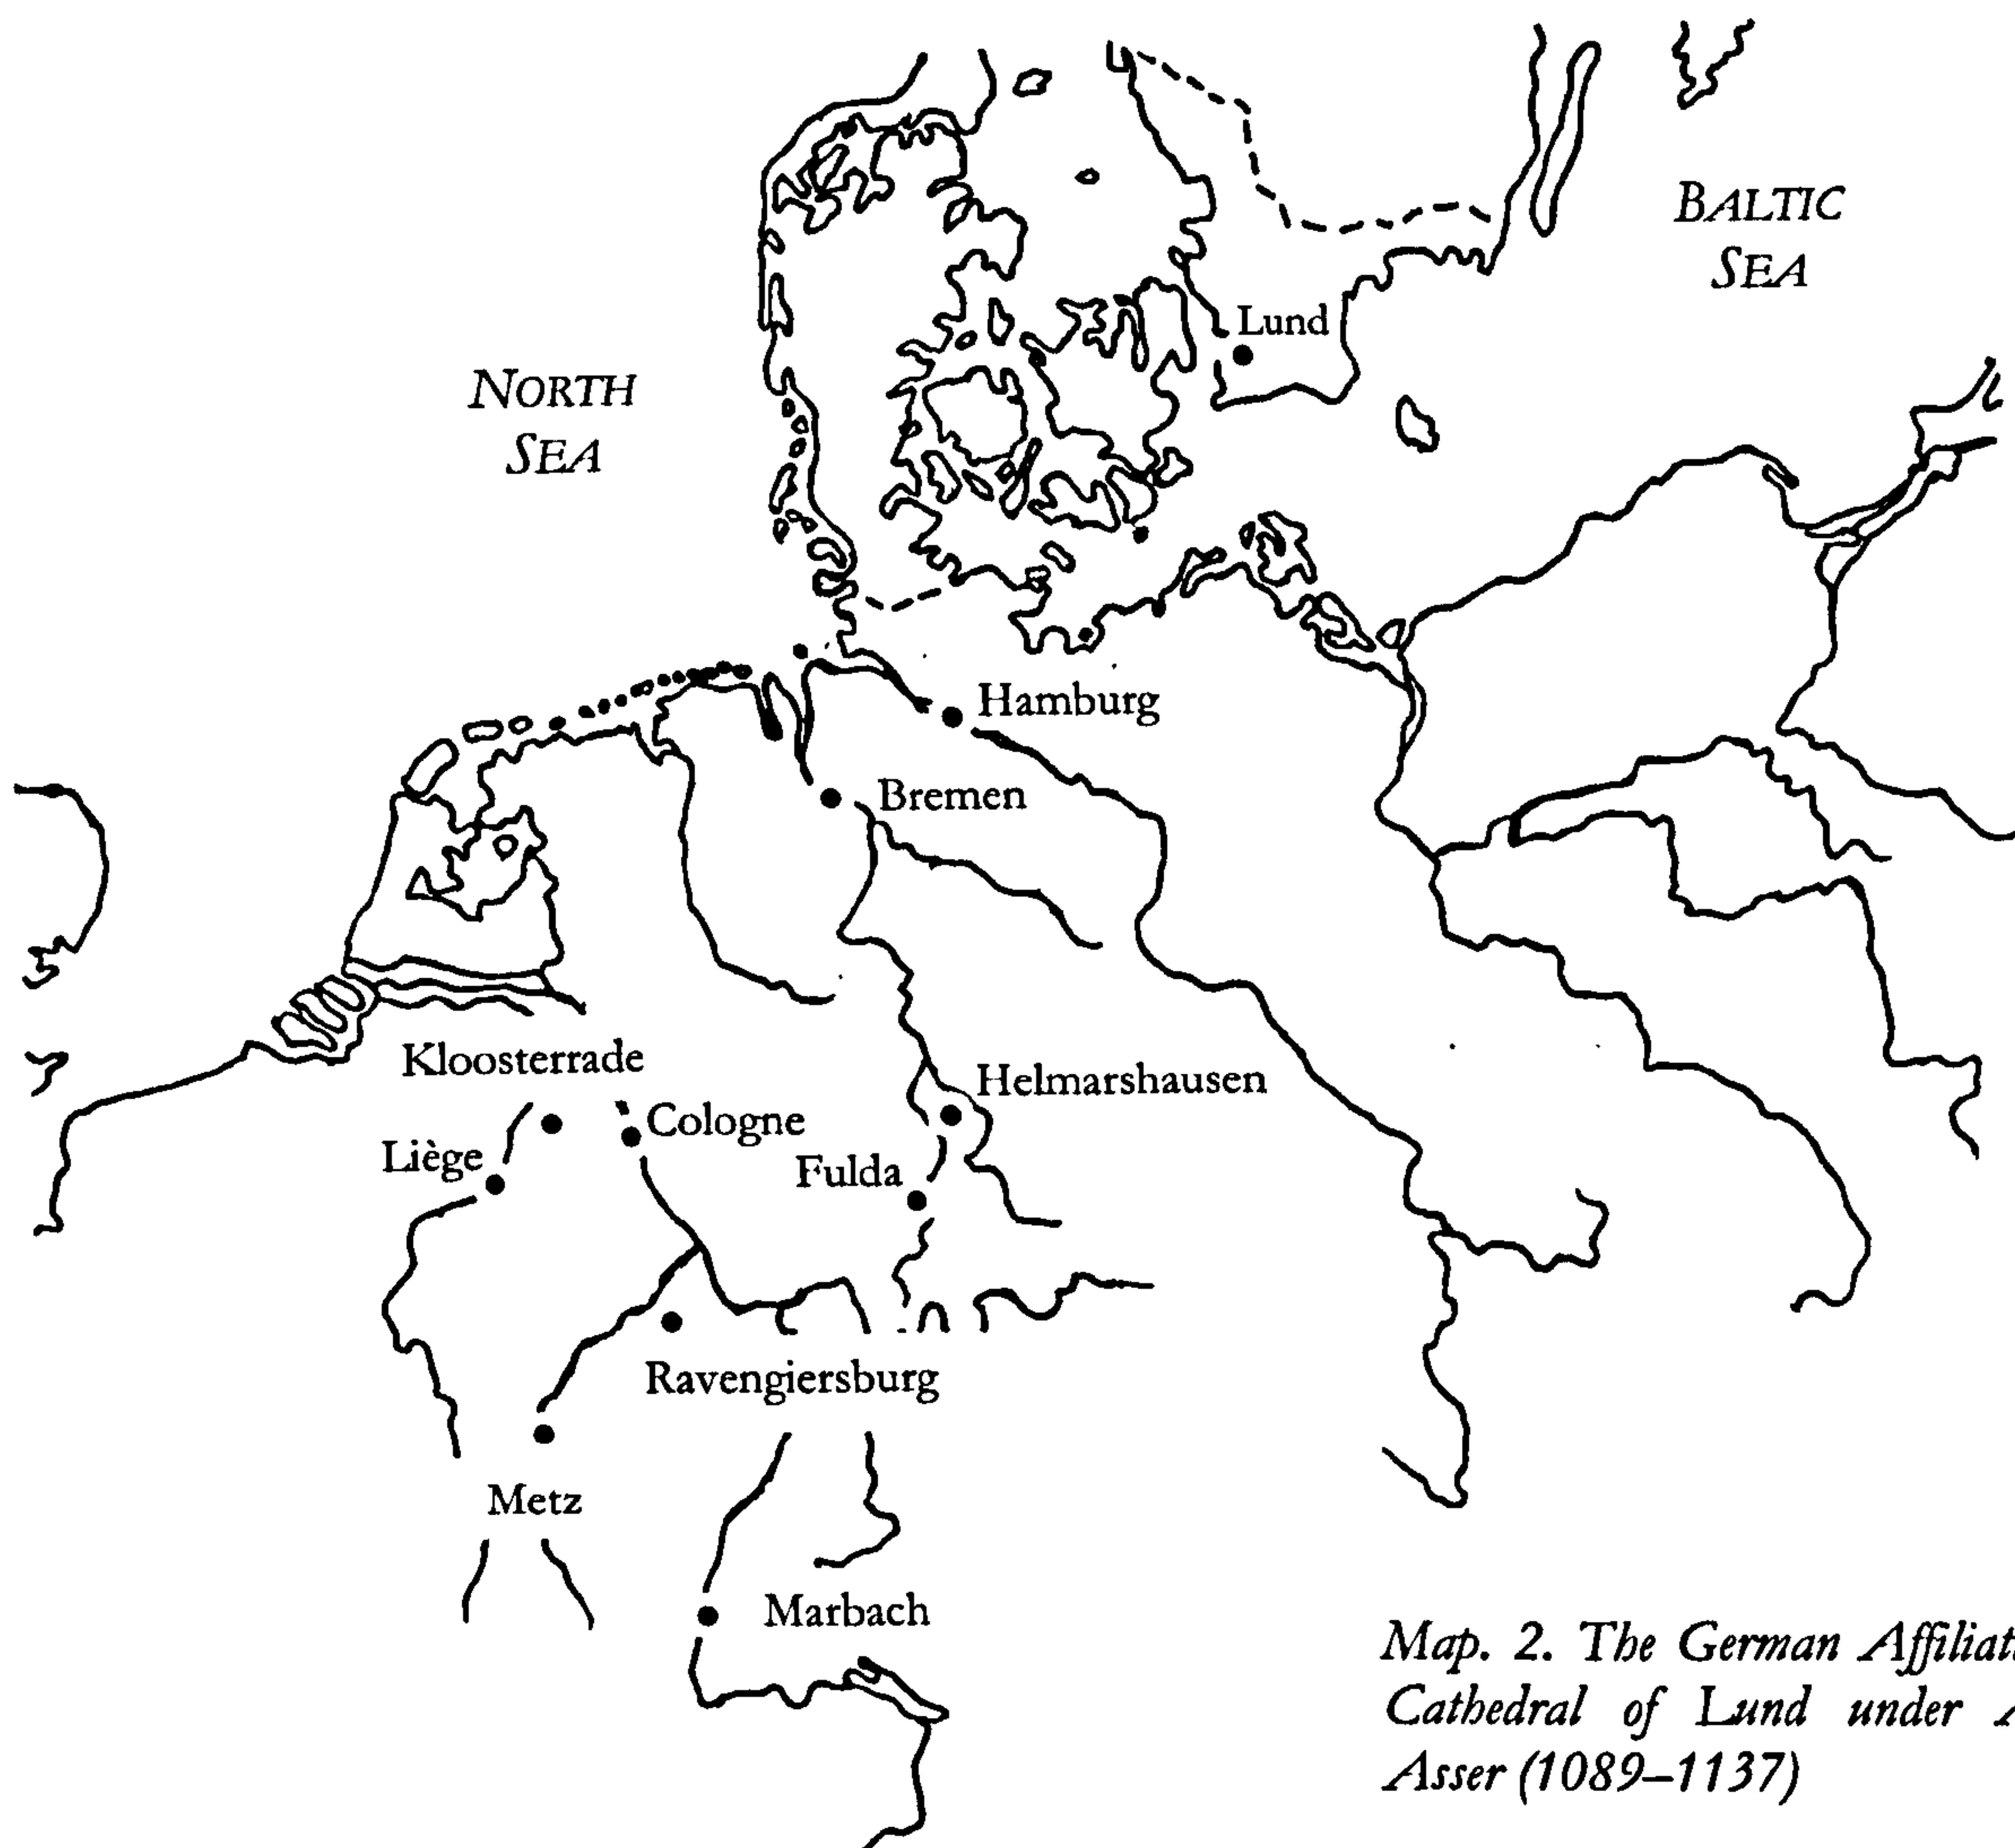 BALTIC
SEA
Lund
NORTH
SEA
Hamburg
Bremen
Kloosterrade
Helmarshausen
Cologne
Liège
Fulda
Ravengiersburg
Metz
Marbach
Map. 2. The German
Cathedral of Lund under
Asser (1089–1137)